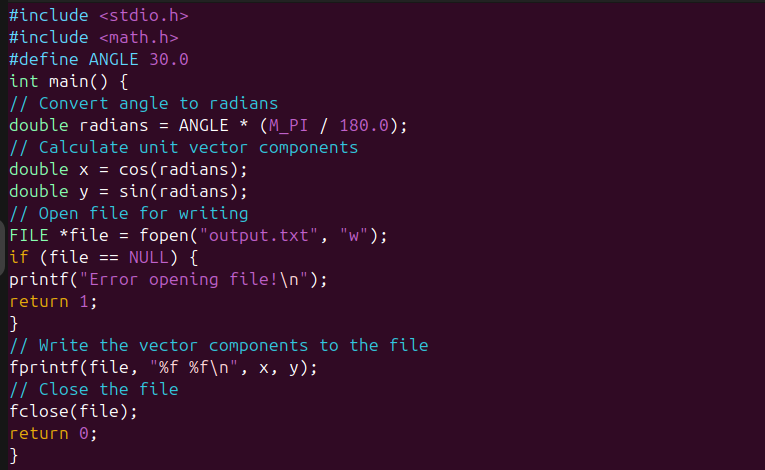 #include <stdio.h>
#include <math.h>
#define ANGLE 30.0
int main() {
// Convert angle to radians
double radians = ANGLE * (M_PI / 180.0);
// Calculate unit vector components
double x = cos(radians);
double y = sin(radians);
// Open file for writing
FILE *file = fopen("output.txt", "w");
if (file == NULL) {
printf("Error opening file!\n");
return 1;
}
// Write the vector components to the file
fprintf(file, "%f %f\n", x, y);
// Close the file
fclose(file);
return 0;
}